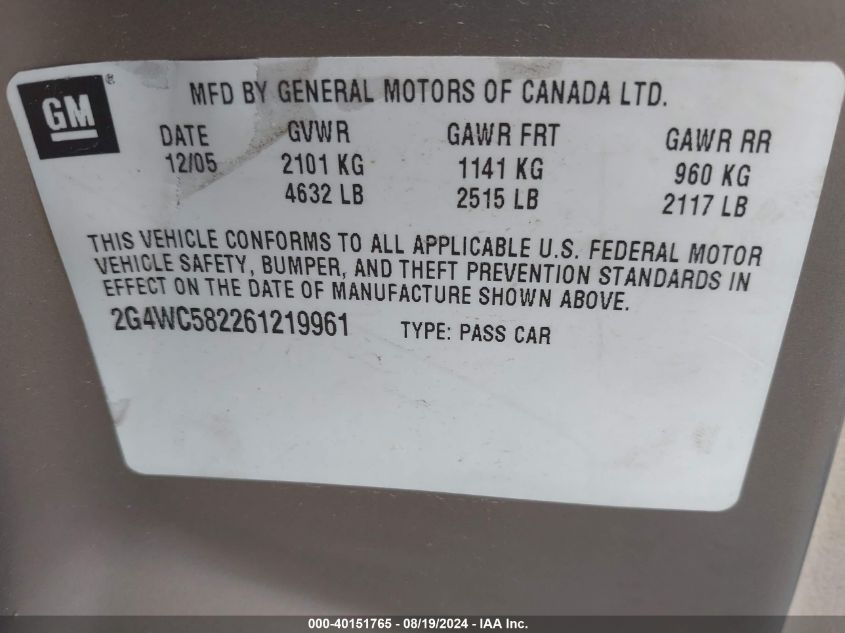 GM ®
MFD BY GENERAL MOTORS OF CANADA LTD.
DATE GVWR GAWR FRT GAWR RR
12/05 2101 KG 1141 KG 960 KG
4632 LB 2515 LB 2117 LB
THIS VEHICLE CONFORMS TO ALL APPLICABLE U.S. FEDERAL MOTOR
VEHICLE SAFETY, BUMPER, AND THEFT PREVENTION STANDARDS IN
EFFECT ON THE DATE OF MANUFACTURE SHOWN ABOVE.
2G4WC582261219961 TYPE: PASS CAR
000-40151765 - 08/19/2024 - IAA Inc.